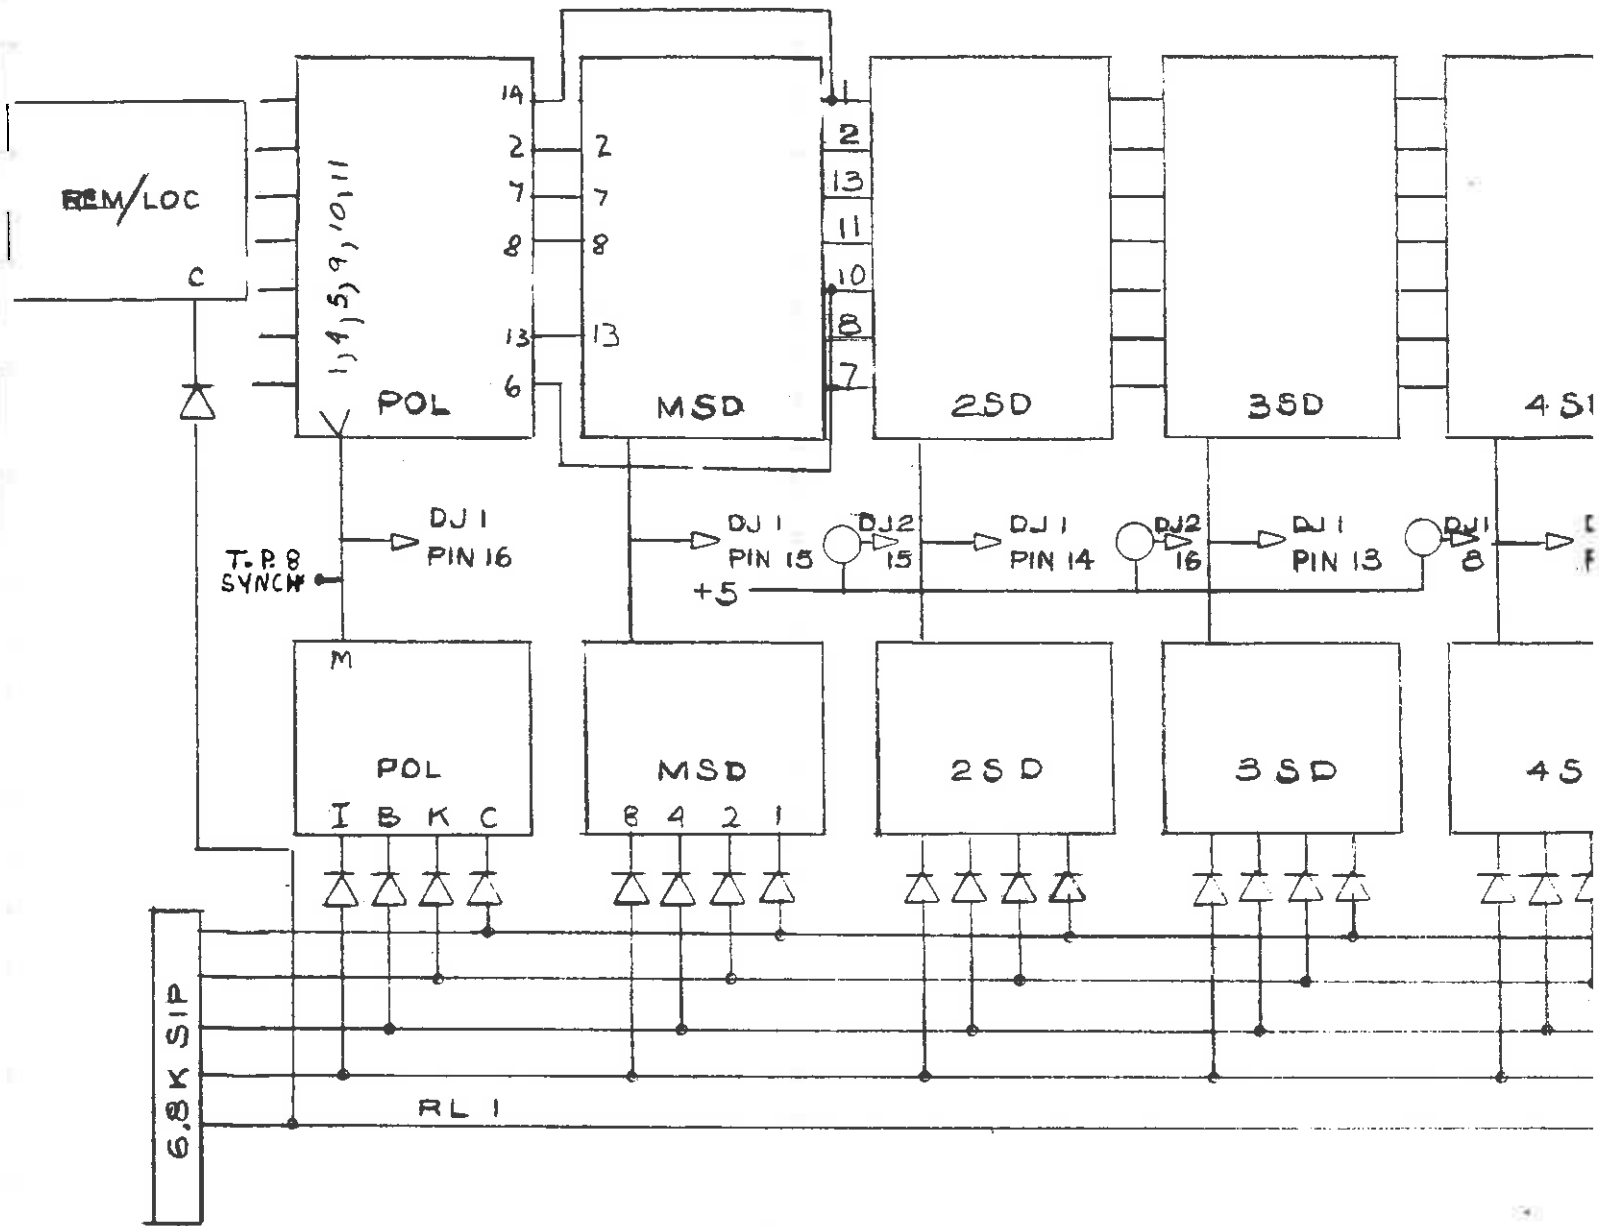 14
1
2
2
2
REM/LOC
1, 4, 5, 9, 10, 11
7
7
13
8
8
11
C
10
13
13
8
6
7
POL
MSD
2SD
3SD
4 S
DJ 1
PIN 16
DJ 1
PIN 15
DJ2
15
DJ 1
PIN 14
DJ2
16
DJ 1
PIN 13
DJ1
8
T.P. 8
SYNCH
+5
M
POL
MSD
2SD
3SD
4S
I B K C
8 4 2 1
6.8K SIP
RL 1